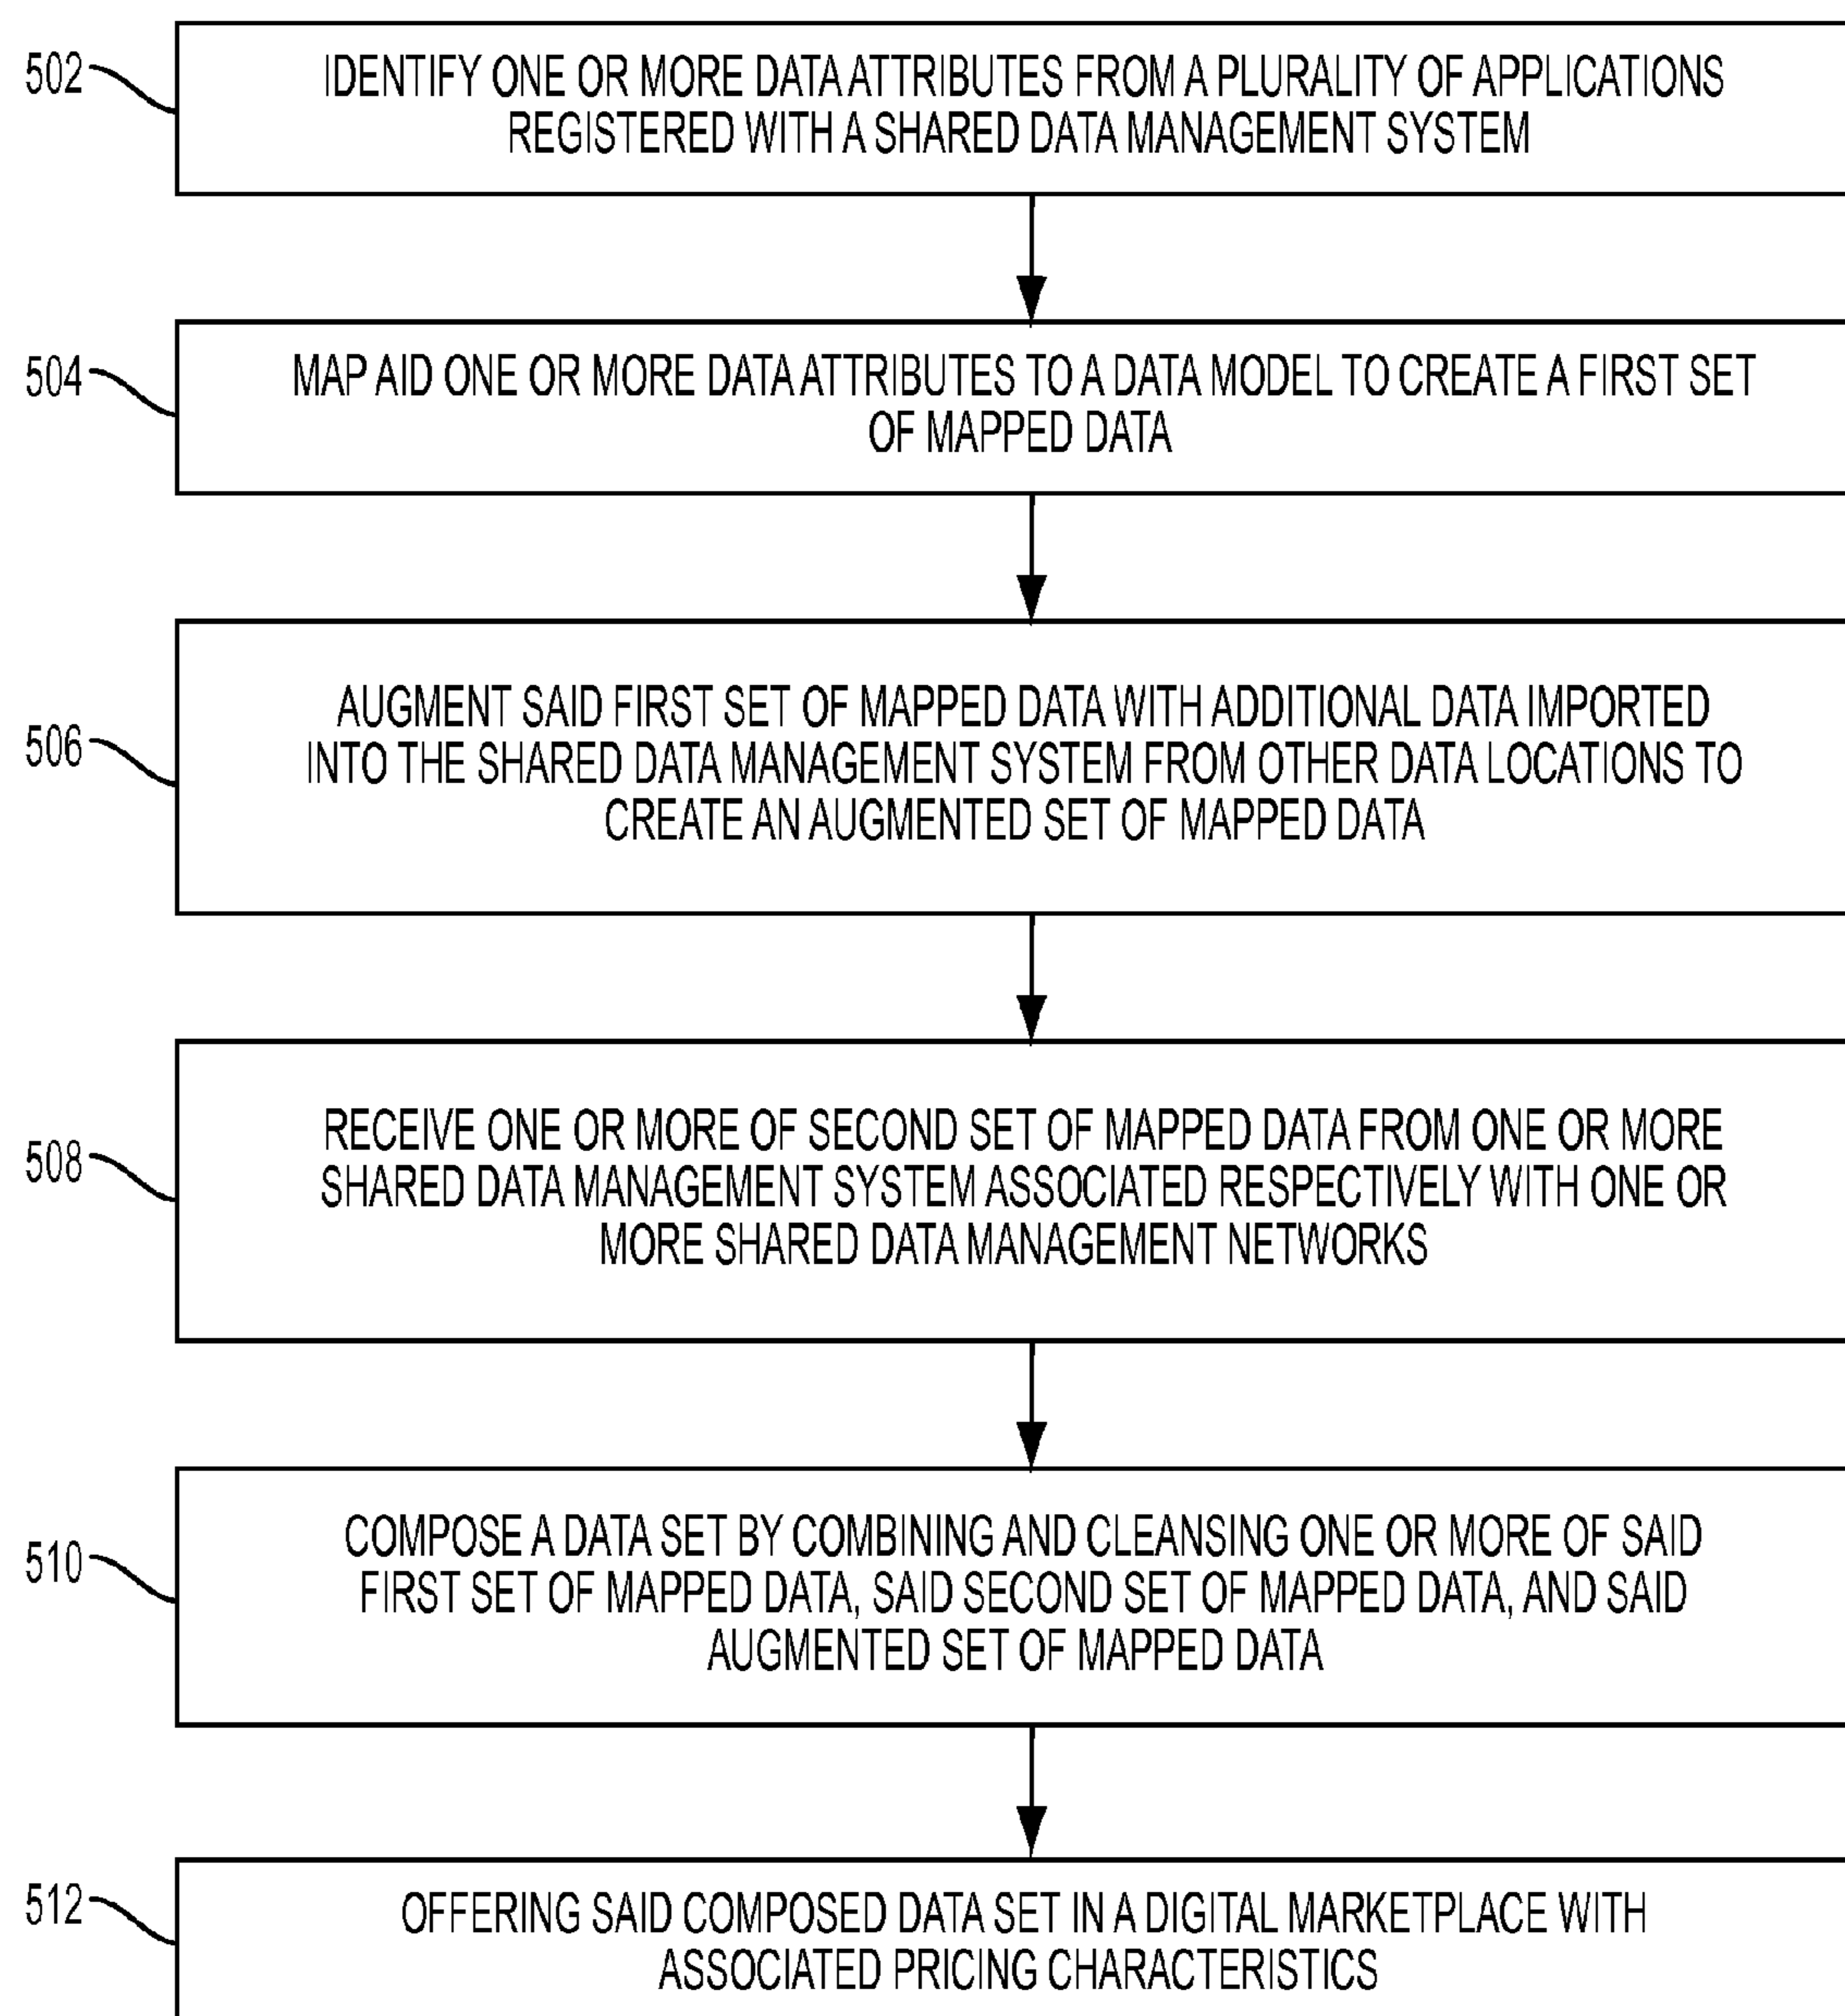 502
IDENTIFY ONE OR MORE DATA ATTRIBUTES FROM A PLURALITY OF APPLICATIONS
REGISTERED WITH A SHARED DATA MANAGEMENT SYSTEM
504
MAP AID ONE OR MORE DATA ATTRIBUTES TO A DATA MODEL TO CREATE A FIRST SET
OF MAPPED DATA
506
AUGMENT SAID FIRST SET OF MAPPED DATA WITH ADDITIONAL DATA IMPORTED
INTO THE SHARED DATA MANAGEMENT SYSTEM FROM OTHER DATA LOCATIONS TO
CREATE AN AUGMENTED SET OF MAPPED DATA
508
RECEIVE ONE OR MORE OF SECOND SET OF MAPPED DATA FROM ONE OR MORE
SHARED DATA MANAGEMENT SYSTEM ASSOCIATED RESPECTIVELY WITH ONE OR
MORE SHARED DATA MANAGEMENT NETWORKS
510
COMPOSE A DATA SET BY COMBINING AND CLEANSING ONE OR MORE OF SAID
FIRST SET OF MAPPED DATA, SAID SECOND SET OF MAPPED DATA, AND SAID
AUGMENTED SET OF MAPPED DATA
512
OFFERING SAID COMPOSED DATA SET IN A DIGITAL MARKETPLACE WITH
ASSOCIATED PRICING CHARACTERISTICS